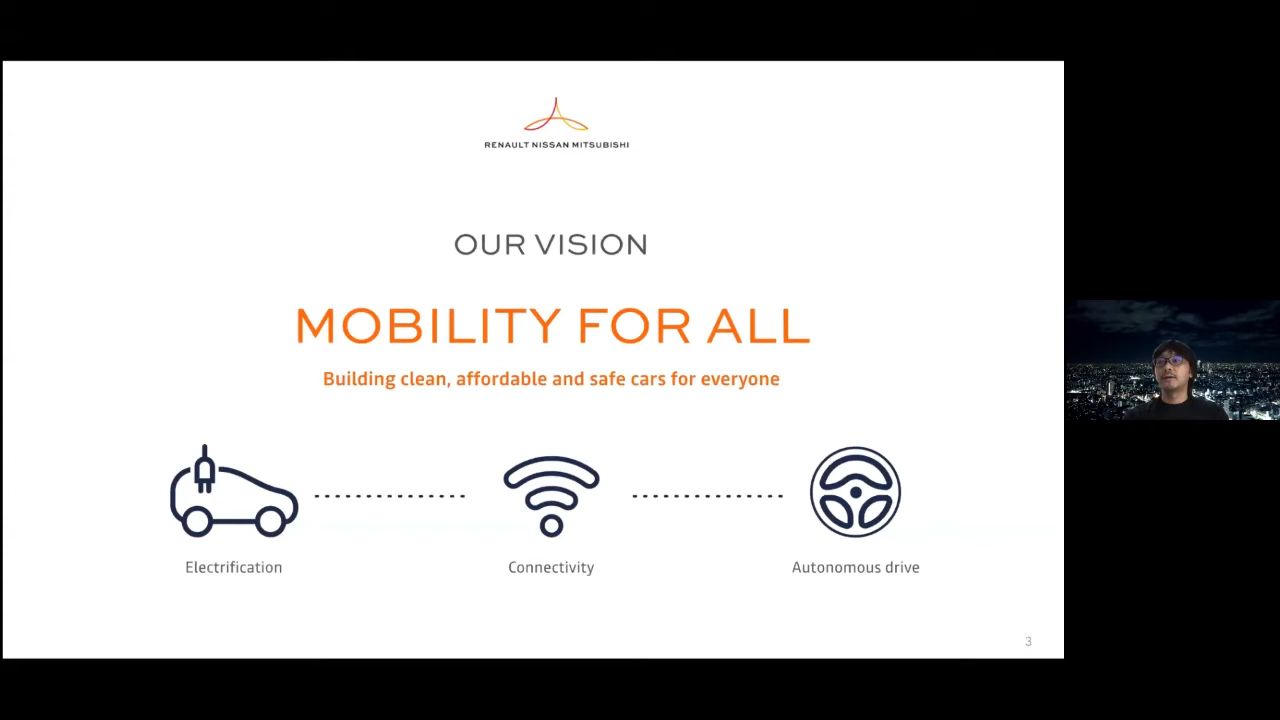 RENAULT NISSAN MITSUBISHI
OUR VISION
MOBILITY FOR ALL
Building clean, affordable and safe cars for everyone
Electrification
Connectivity
Autonomous drive
3